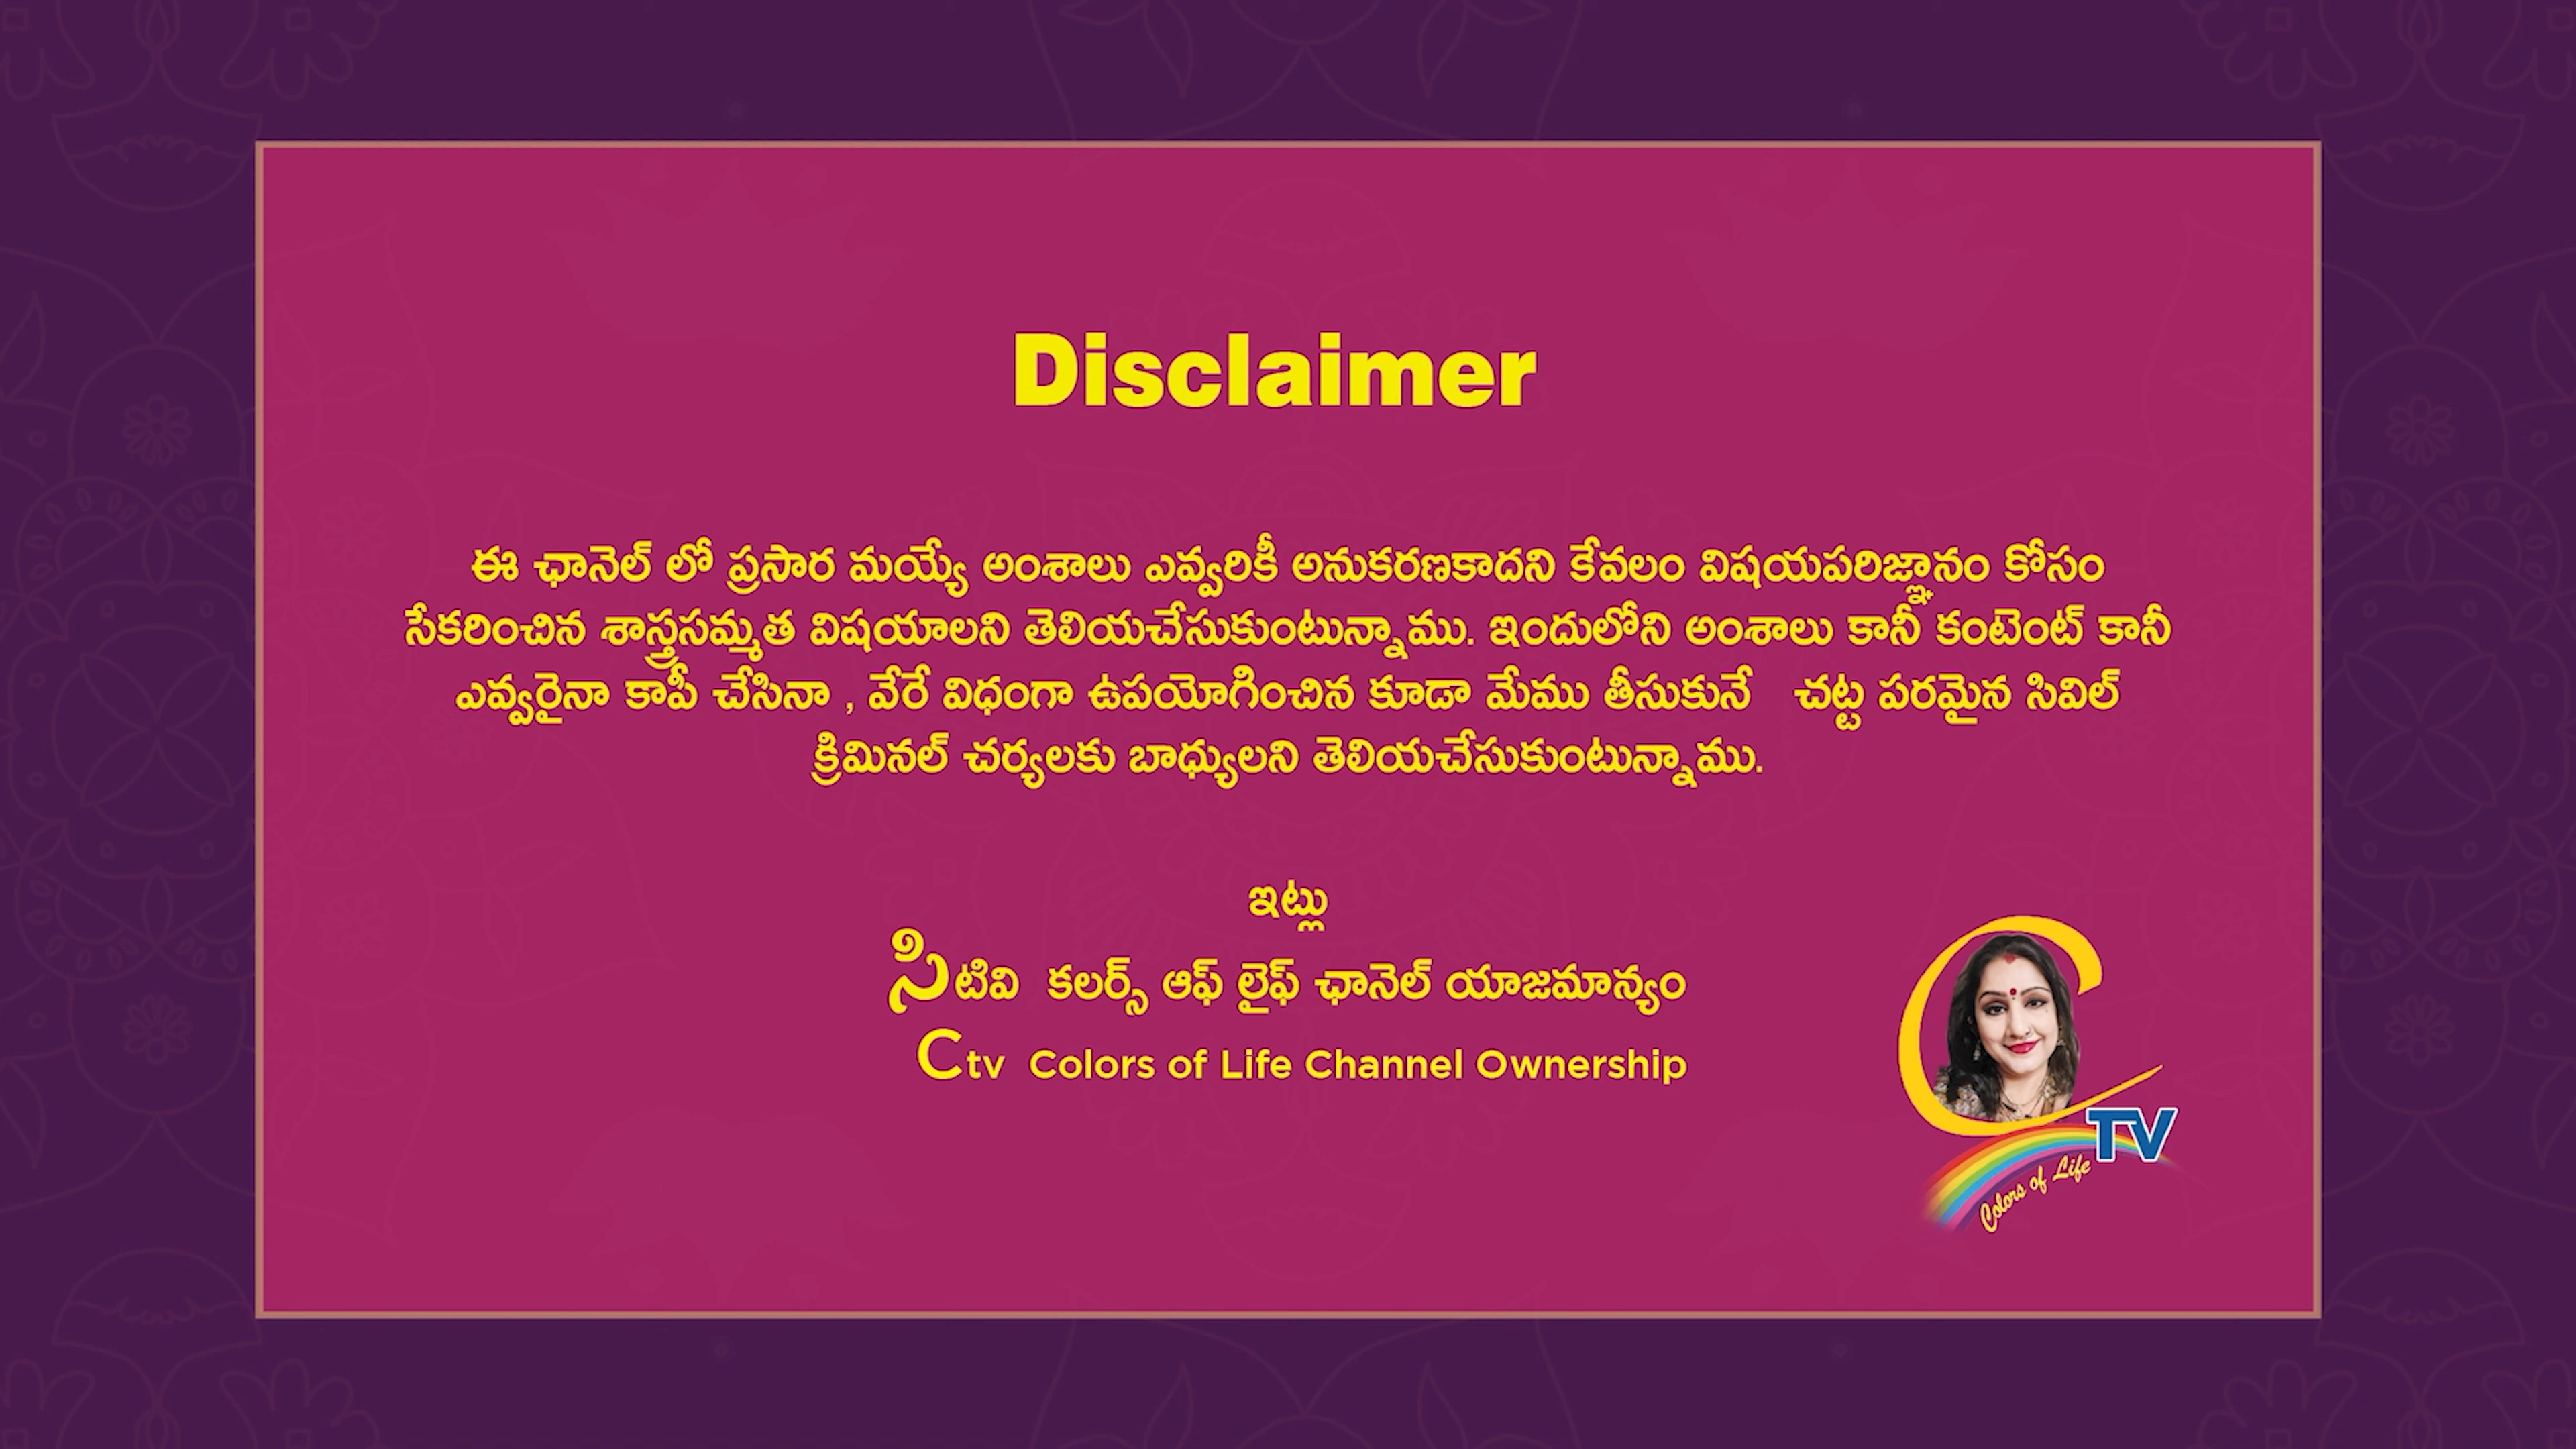 Disclaimer
ఈ ఛానెల్ లో ప్రసార మయ్యే అంశాలు ఎవ్వరికీ అనుకరణకాదని కేవలం విషయపరిజ్ఞానం కోసం
సేకరించిన శాస్త్రసమ్మత విషయాలని తెలియచేసుకుంటున్నాము. ఇందులోని అంశాలు కానీ కంటెంట్ కానీ
ఎవ్వరైనా కాపీ చేసినా , వేరే విధంగా ఉపయోగించిన కూడా మేము తీసుకునే చట్ట పరమైన సివిల్
క్రిమినల్ చర్యలకు బాధ్యులని తెలియచేసుకుంటున్నాము.
ఇట్లు
సిటివి కలర్స్ ఆఫ్ లైఫ్ ఛానెల్ యాజమాన్యం
Ctv Colors of Life Channel Ownership
C TV
Colors of Life